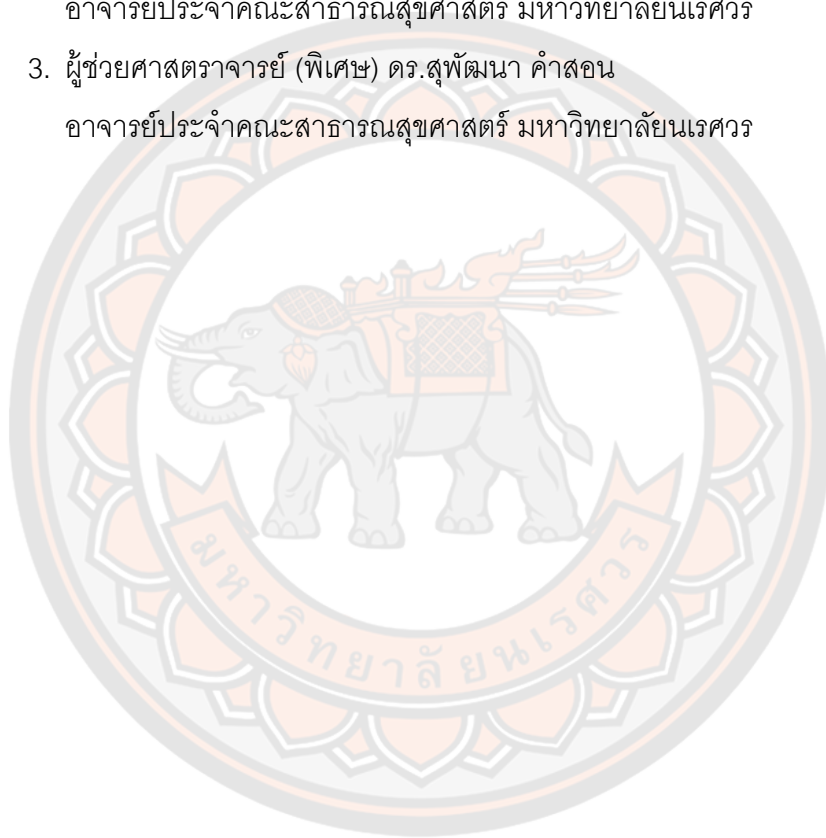 อาจารย์ประจำคณะสาธารณสุขศาสตร์ มหาวิทยาลัยนเรศวร
3. ผู้ช่วยศาสตราจารย์ (พิเศษ) ดร.สุพัฒนา คำสอน
อาจารย์ประจำคณะสาธารณสุขศาสตร์ มหาวิทยาลัยนเรศวร
มหาวิทยาลัยนเรศวร